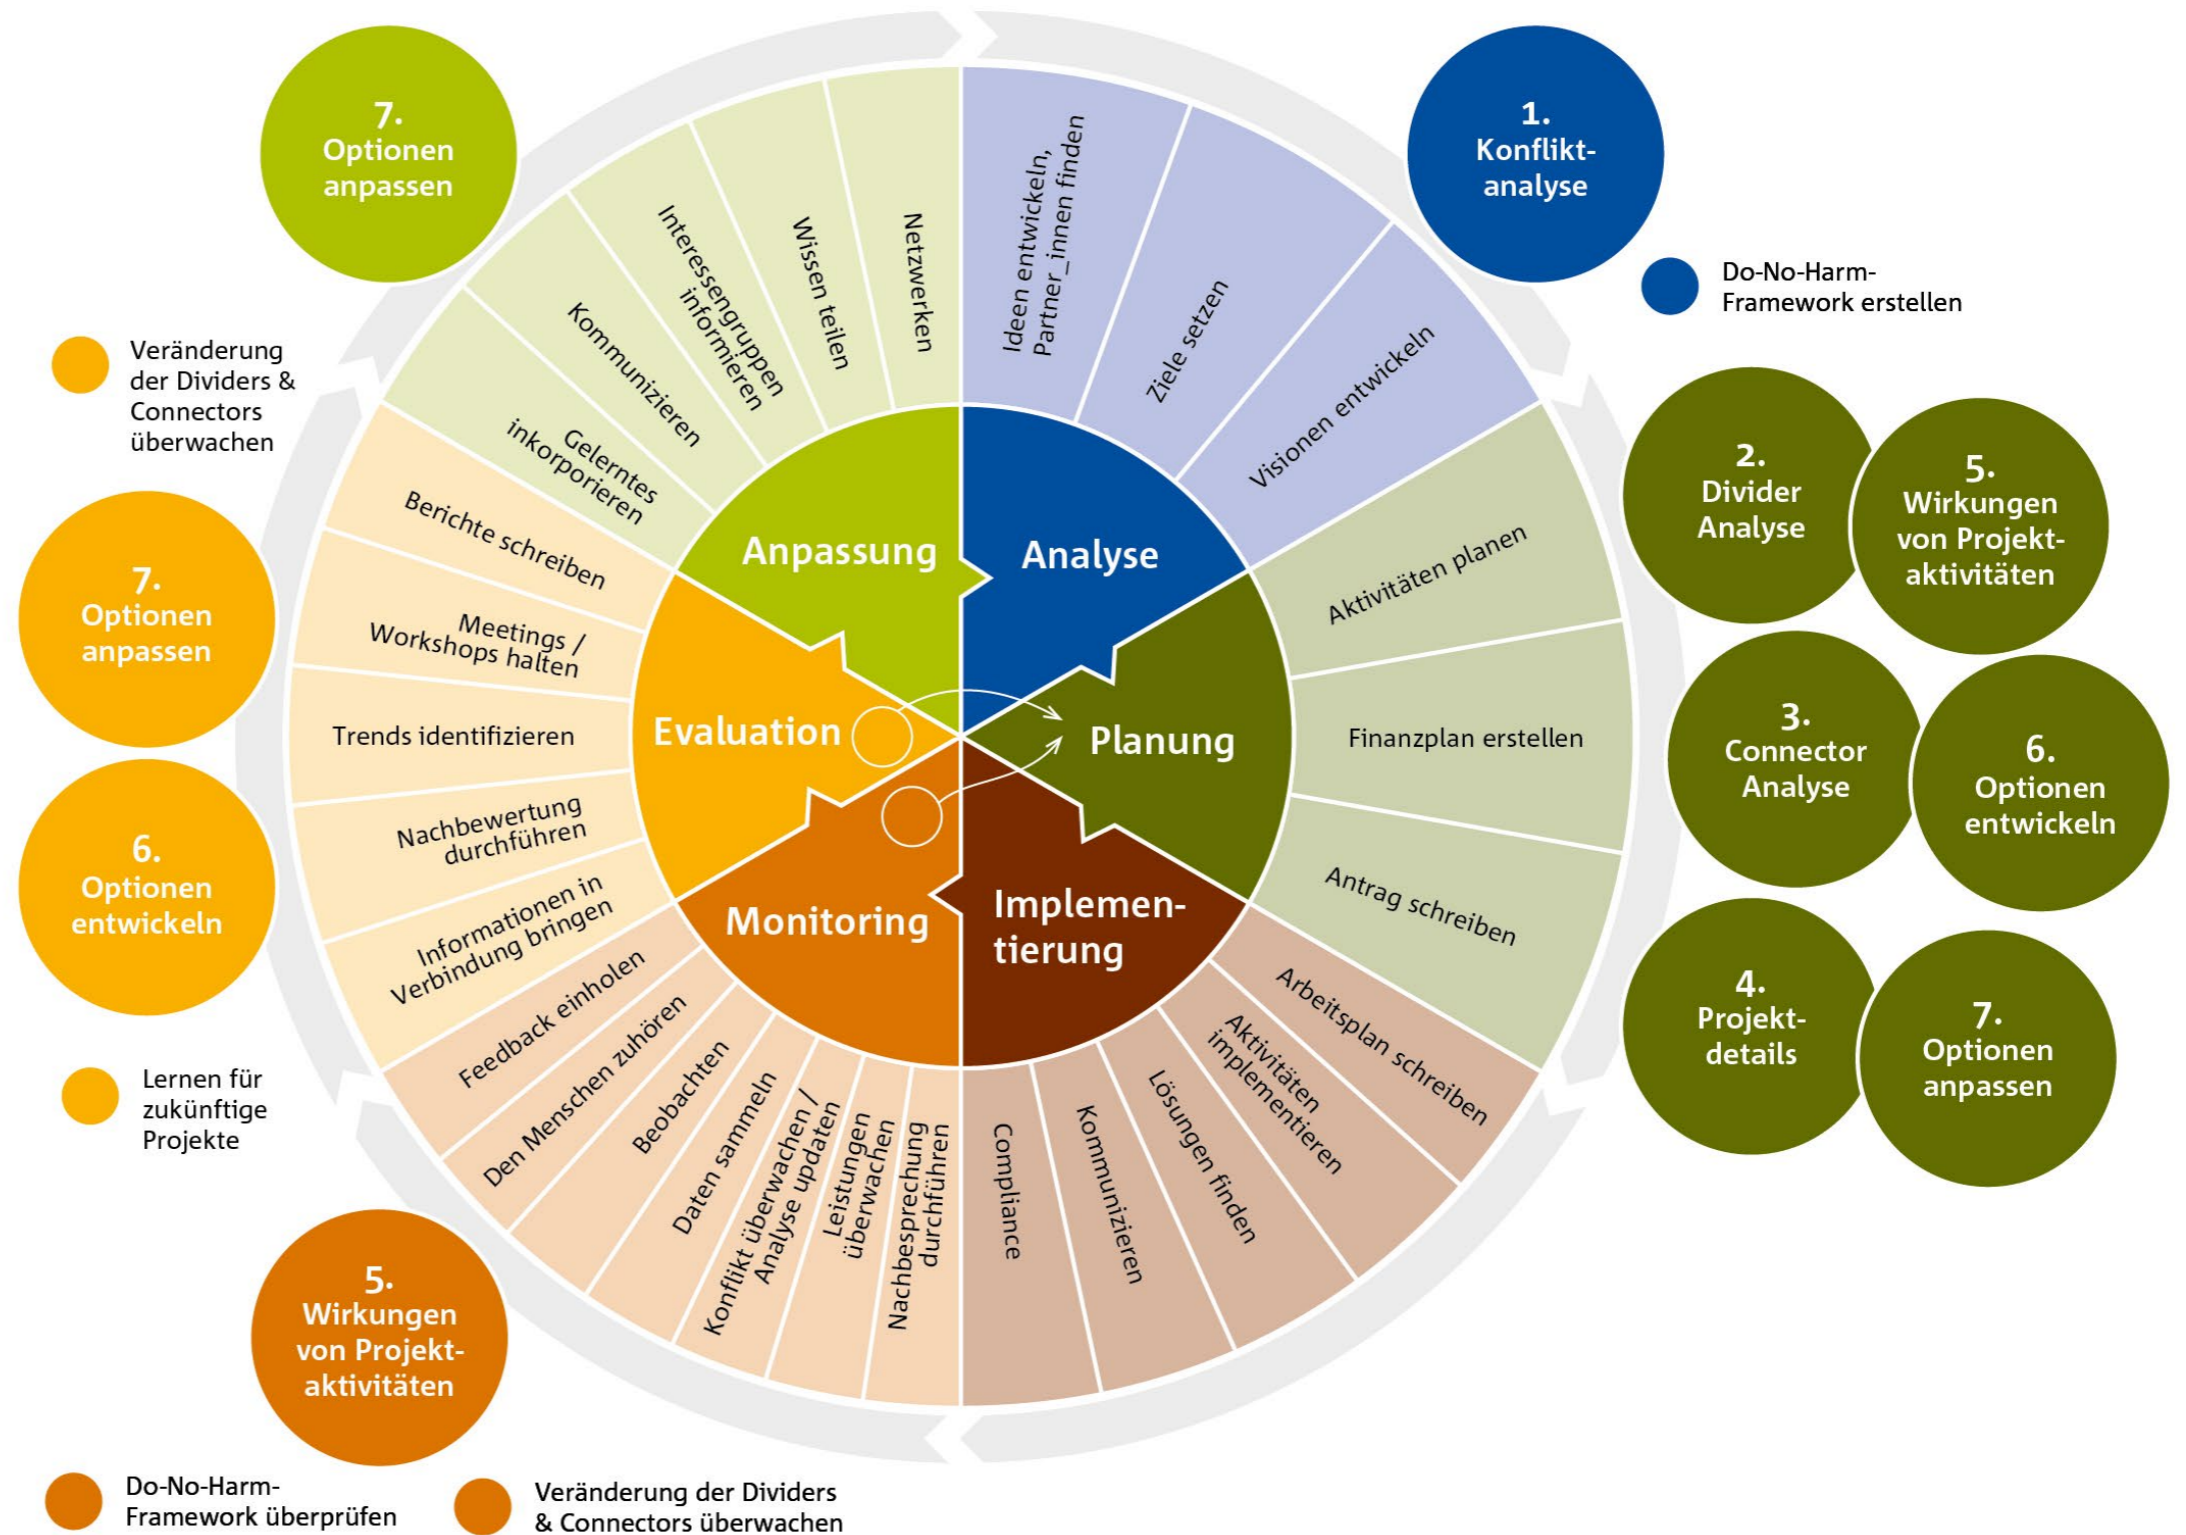 7.
Optionen
anpassen
1.
Konflikt-
analyse
Do-No-Harm-
Framework erstellen
2.
Divider
Analyse
5.
Wirkungen
von Projekt-
aktivitäten
3.
Connector
Analyse
6.
Optionen
entwickeln
4.
Projekt-
details
7.
Optionen
anpassen
Veränderung
der Dividers &
Connectors
überwachen
7.
Optionen
anpassen
6.
Optionen
entwickeln
Lernen für
zukünftige
Projekte
5.
Wirkungen
von Projekt-
aktivitäten
Do-No-Harm-
Framework überprüfen
Veränderung der Dividers
& Connectors überwachen
Analyse
Ideen entwickeln,
Partner_innen finden
Ziele setzen
Visionen entwickeln
Planung
Aktivitäten planen
Finanzplan erstellen
Antrag schreiben
Implemen-
tierung
Arbeitsplan schreiben
Aktivitäten
implementieren
Lösungen finden
Kommunizieren
Compliance
Monitoring
Nachbesprechung
durchführen
Leistungen
überwachen
Konflikt überwachen /
Analyse updaten
Daten sammeln
Beobachten
Den Menschen zuhören
Feedback einholen
Evaluation
Informationen in
Verbindung bringen
Nachbewertung
durchführen
Trends identifizieren
Meetings /
Workshops halten
Berichte schreiben
Anpassung
Gelerntes
inkorporieren
Kommunizieren
Interessengruppen
informieren
Wissen teilen
Netzwerken